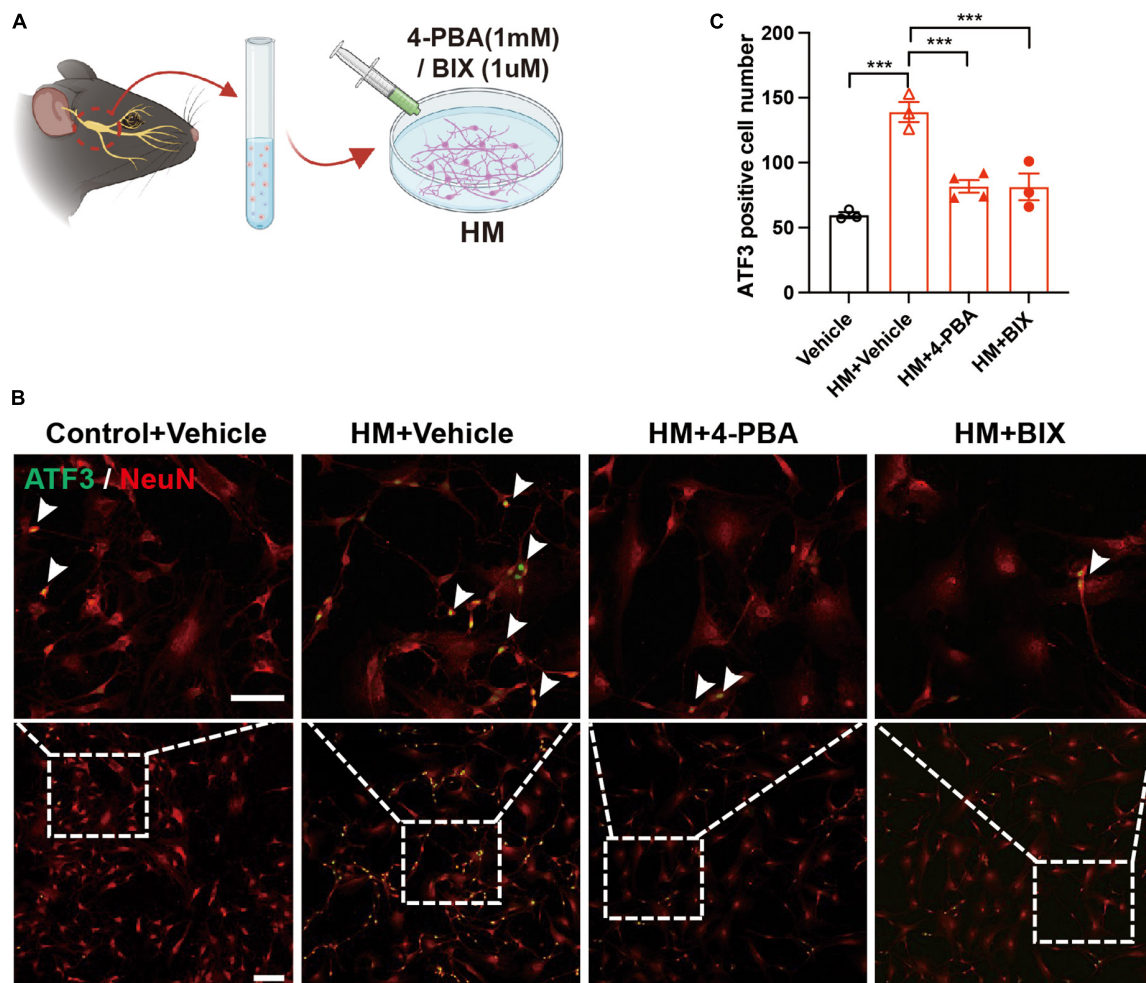 A
4-PBA(1mM)
/ BIX (1uM)
HM
C
ATF3 positive cell number
200
150
100
50
0
***
***
***
Vehicle
HM+Vehicle
HM+4-PBA
HM+BIX
B
Control+Vehicle
HM+Vehicle
HM+4-PBA
HM+BIX
ATF3 / NeuN